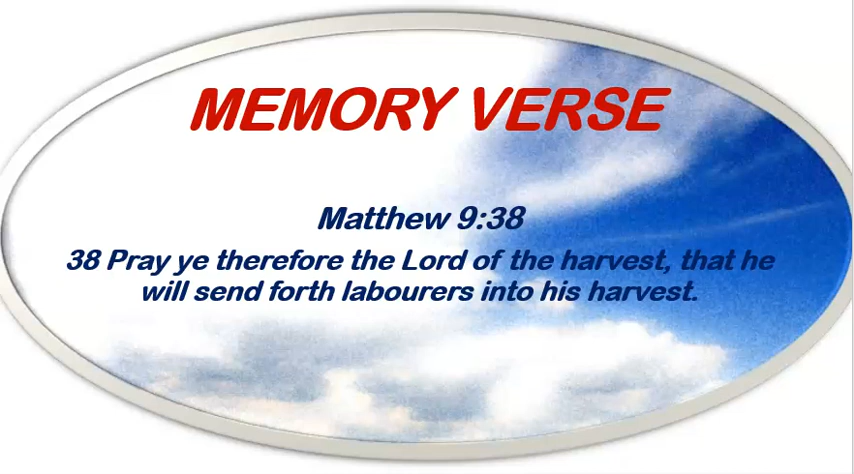 MEMORY VERSE
Matthew 9:38
38 Pray ye therefore the Lord of the harvest, that he
will send forth labourers into his harvest.